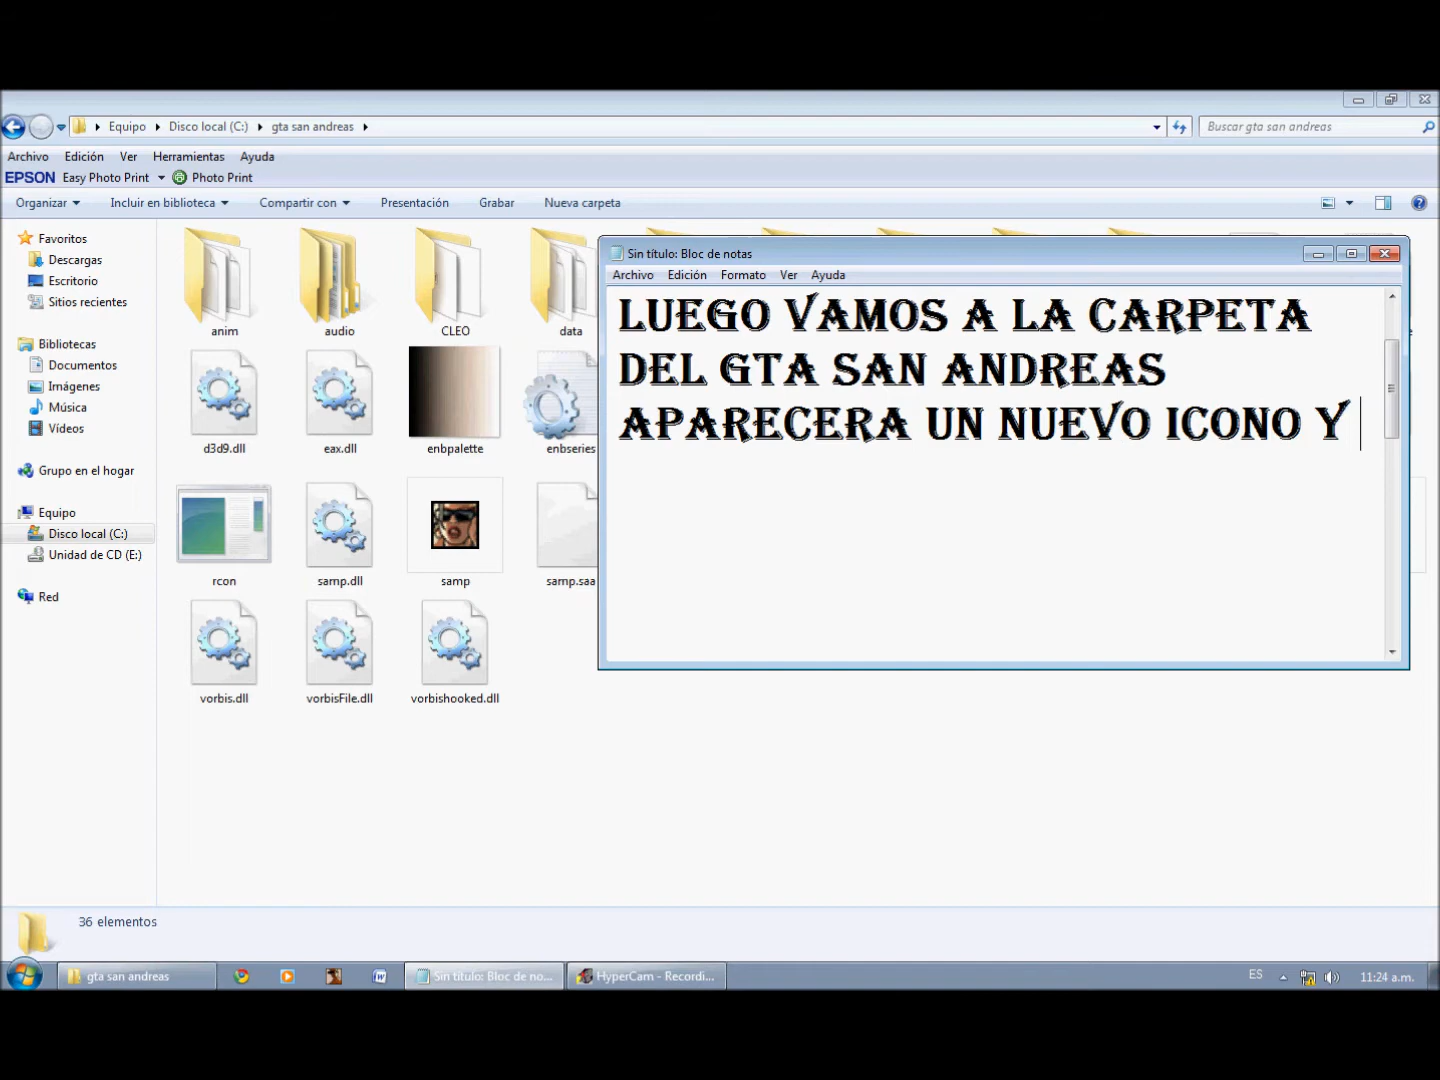 Equipo Disco local (C:) gta san andreas
Buscar gta san andreas
Archivo Edición Ver Herramientas Ayuda
EPSON Easy Photo Print Photo Print
Organizar Incluir en biblioteca Compartir con Presentación Grabar Nueva carpeta
Favoritos
Descargas
Escritorio
Sitios recientes
Bibliotecas
Documentos
Imágenes
Música
Vídeos
Grupo en el hogar
Equipo
Disco local (C:)
Unidad de CD (E:)
Red
anim audio CLEO data
d3d9.dll eax.dll enbpalette enbseries
rcon samp.dll samp samp.saa
vorbis.dll vorbisFile.dll vorbishooked.dll
Sin título: Bloc de notas
Archivo Edición Formato Ver Ayuda
LUEGO VAMOS A LA CARPETA
DEL GTA SAN ANDREAS
APARECERA UN NUEVO ICONO Y
36 elementos
gta san andreas
Sin título: Bloc de no...
HyperCam - Recordi...
ES
11:24 a.m.